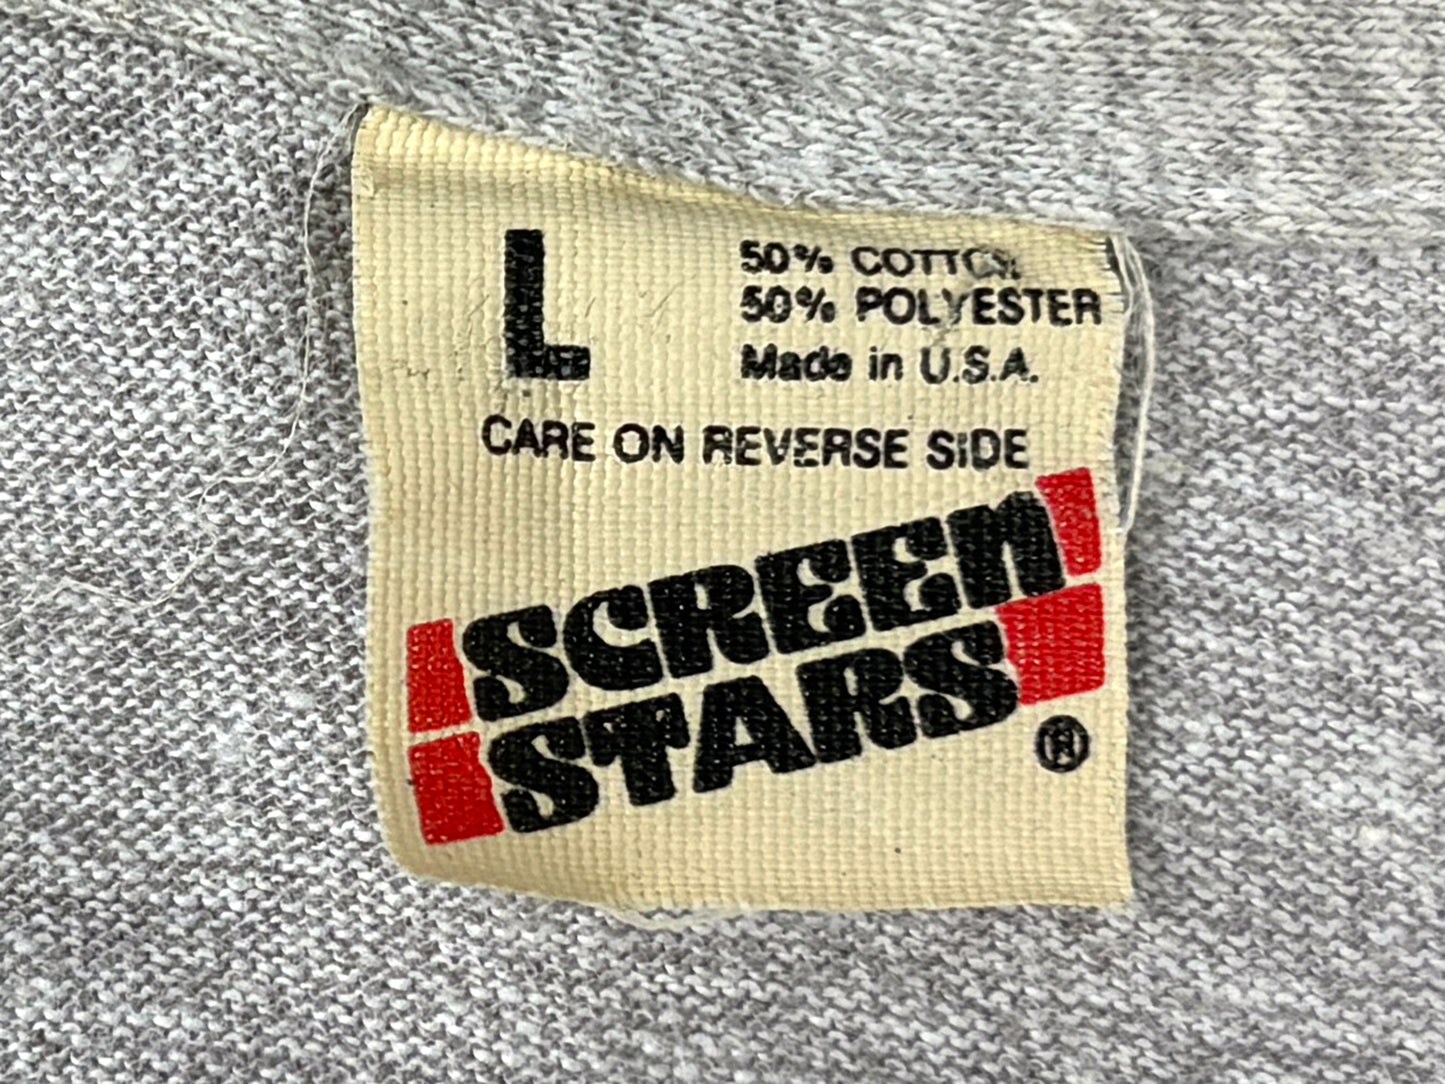 L
50% COTTON
50% POLYESTER
Made in U.S.A.
CARE ON REVERSE SIDE
SCREEN
STARS
®